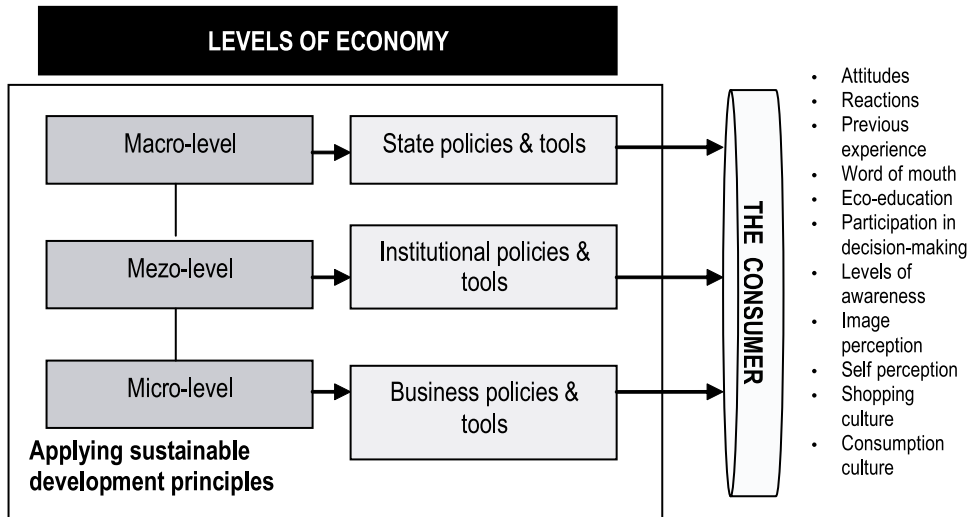 LEVELS OF ECONOMY
Macro-level
State policies & tools
Mezo-level
Institutional policies &
tools
Micro-level
Business policies &
tools
Applying sustainable
development principles
THE CONSUMER
• Attitudes
• Reactions
• Previous
experience
• Word of mouth
• Eco-education
• Participation in
decision-making
• Levels of
awareness
• Image
perception
• Self perception
• Shopping
culture
• Consumption
culture